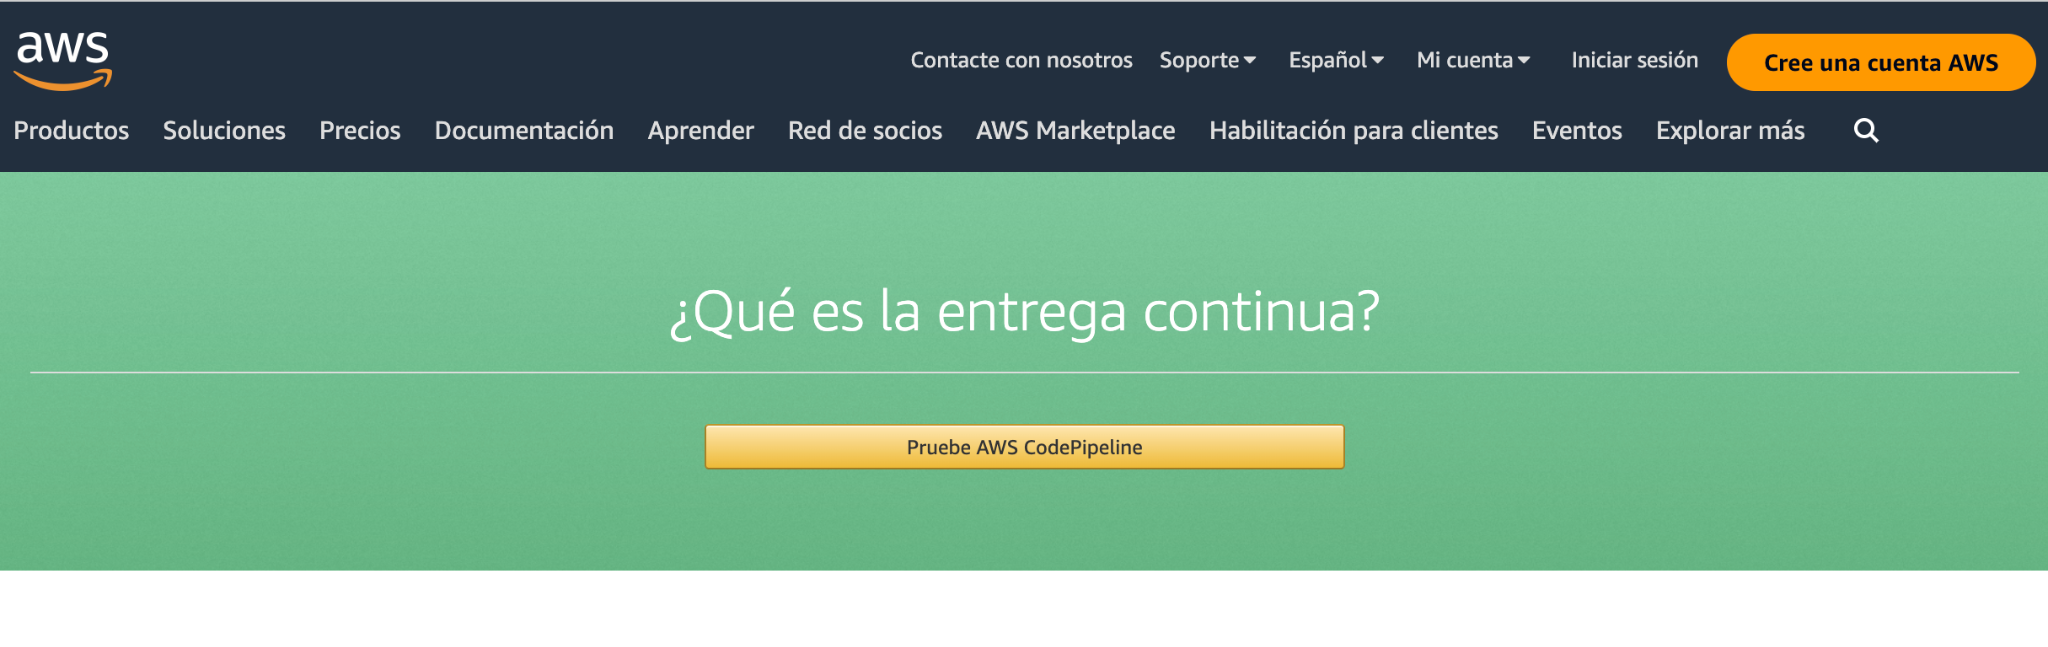 aws
Contacte con nosotros Soporte Español Mi cuenta Iniciar sesión Cree una cuenta AWS
Productos Soluciones Precios Documentación Aprender Red de socios AWS Marketplace Habilitación para clientes Eventos Explorar más
¿Qué es la entrega continua?
Pruebe AWS CodePipeline